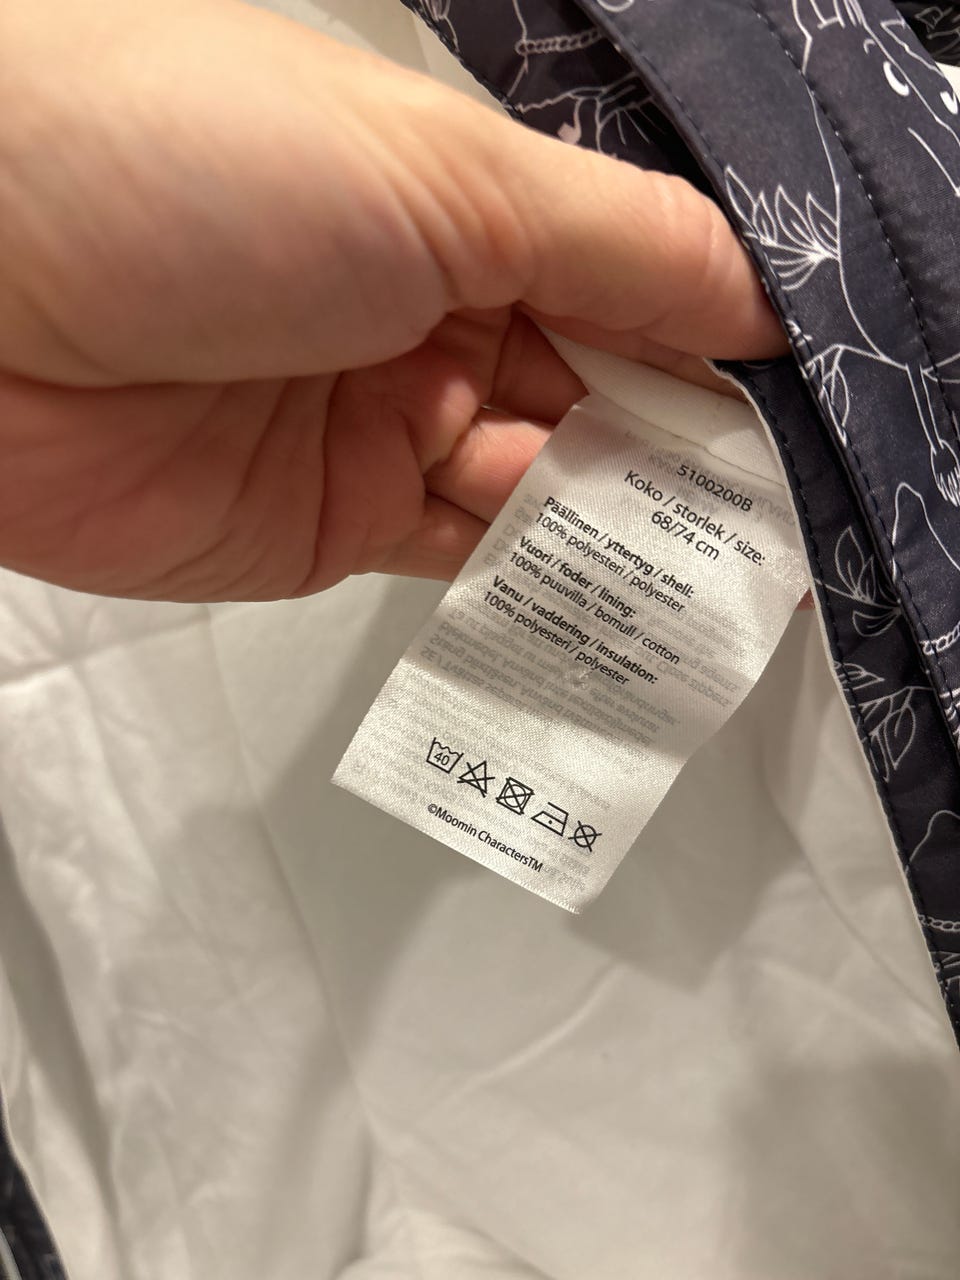 5100200B
Koko / storlek / size:
68/74 cm
Päällinen / yttertyg / shell:
100% polyesteri / polyester
Vuori / foder / lining:
100% puuvilla / bomull / cotton
Vanu / vaddering / insulation:
100% polyesteri / polyester
40
©Moomin Characters™